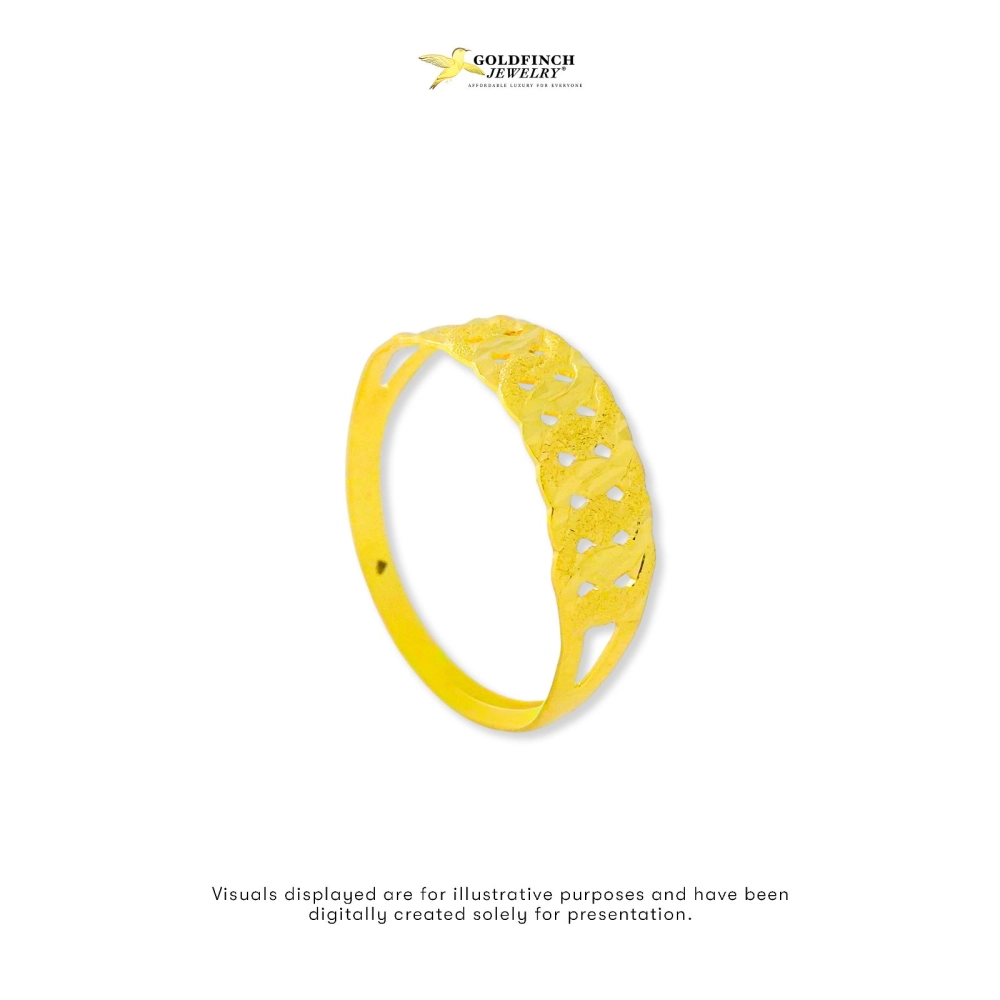 GOLDFINCH
JEWELRY®
AFFORDABLE LUXURY FOR EVERYONE
Visuals displayed are for illustrative purposes and have been
digitally created solely for presentation.